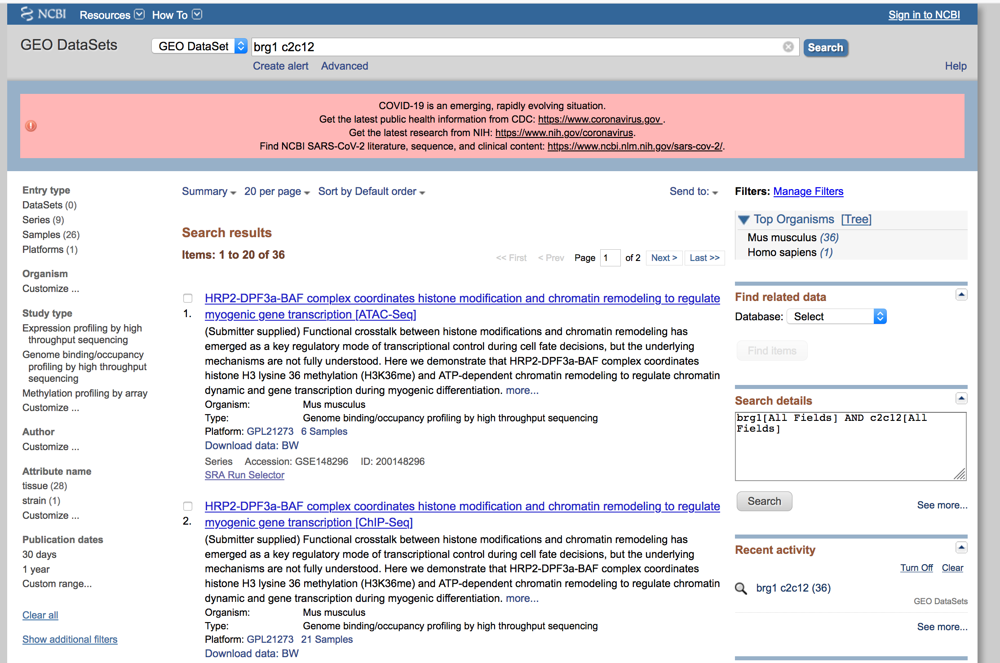 NCBI Resources How To Sign in to NCBI
GEO DataSets GEO DataSet brg1 c2c12 Search
Create alert Advanced Help
COVID-19 is an emerging, rapidly evolving situation.
Get the latest public health information from CDC: https://www.coronavirus.gov .
Get the latest research from NIH: https://www.nih.gov/coronavirus.
Find NCBI SARS-CoV-2 literature, sequence, and clinical content: https://www.ncbi.nlm.nih.gov/sars-cov-2/.
Entry type
DataSets (0)
Series (9)
Samples (26)
Platforms (1)
Organism
Customize ...
Study type
Expression profiling by high
throughput sequencing
Genome binding/occupancy
profiling by high throughput
sequencing
Methylation profiling by array
Customize ...
Author
Customize ...
Attribute name
tissue (28)
strain (1)
Customize ...
Publication dates
30 days
1 year
Custom range...
Clear all
Show additional filters
Summary 20 per page Sort by Default order Send to:
Search results
Items: 1 to 20 of 36
<< First < Prev Page 1 of 2 Next > Last >>
HRP2-DPF3a-BAF complex coordinates histone modification and chromatin remodeling to regulate
1. myogenic gene transcription [ATAC-Seq]
(Submitter supplied) Functional crosstalk between histone modifications and chromatin remodeling has
emerged as a key regulatory mode of transcriptional control during cell fate decisions, but the underlying
mechanisms are not fully understood. Here we demonstrate that HRP2-DPF3a-BAF complex coordinates
histone H3 lysine 36 methylation (H3K36me) and ATP-dependent chromatin remodeling to regulate chromatin
dynamic and gene transcription during myogenic differentiation. more...
Organism: Mus musculus
Type: Genome binding/occupancy profiling by high throughput sequencing
Platform: GPL21273 6 Samples
Download data: BW
Series Accession: GSE148296 ID: 200148296
SRA Run Selector
HRP2-DPF3a-BAF complex coordinates histone modification and chromatin remodeling to regulate
2. myogenic gene transcription [ChIP-Seq]
(Submitter supplied) Functional crosstalk between histone modifications and chromatin remodeling has
emerged as a key regulatory mode of transcriptional control during cell fate decisions, but the underlying
mechanisms are not fully understood. Here we demonstrate that HRP2-DPF3a-BAF complex coordinates
histone H3 lysine 36 methylation (H3K36me) and ATP-dependent chromatin remodeling to regulate chromatin
dynamic and gene transcription during myogenic differentiation. more...
Organism: Mus musculus
Type: Genome binding/occupancy profiling by high throughput sequencing
Platform: GPL21273 21 Samples
Download data: BW
Filters: Manage Filters
Top Organisms [Tree]
Mus musculus (36)
Homo sapiens (1)
Find related data
Database: Select
Find items
Search details
brg1[All Fields] AND c2c12[All
Fields]
Search See more...
Recent activity
Turn Off Clear
brg1 c2c12 (36)
GEO DataSets
See more...